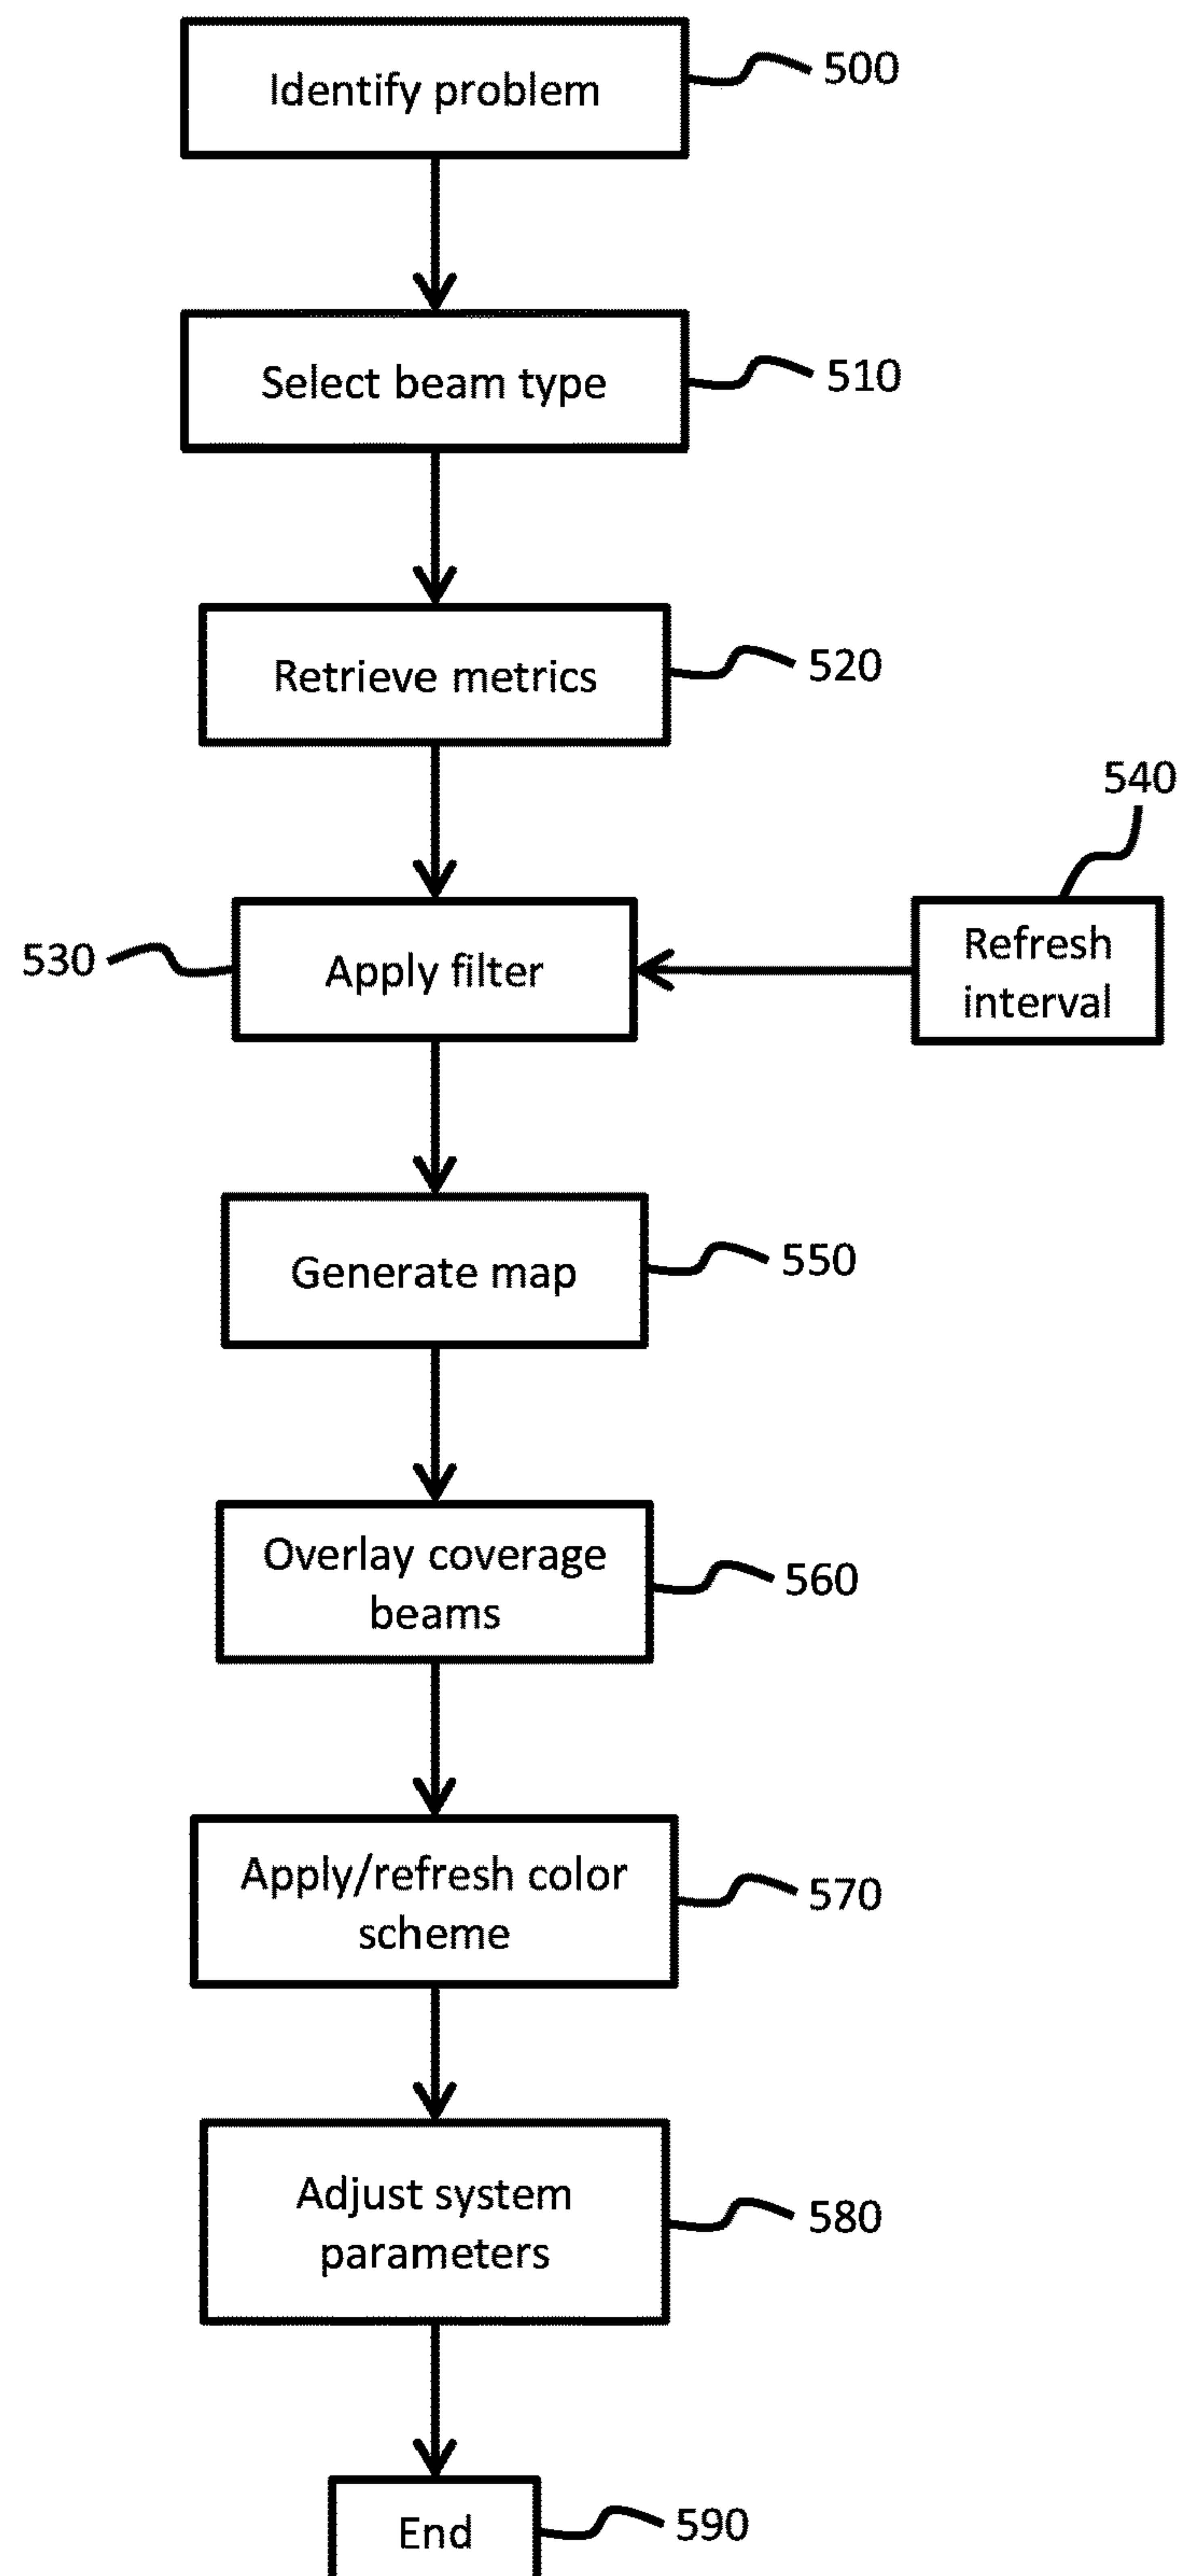 Identify problem
500
Select beam type
510
Retrieve metrics
520
540
530
Apply filter
Refresh
interval
Generate map
550
Overlay coverage
beams
560
Apply/refresh color
scheme
570
Adjust system
parameters
580
End
590